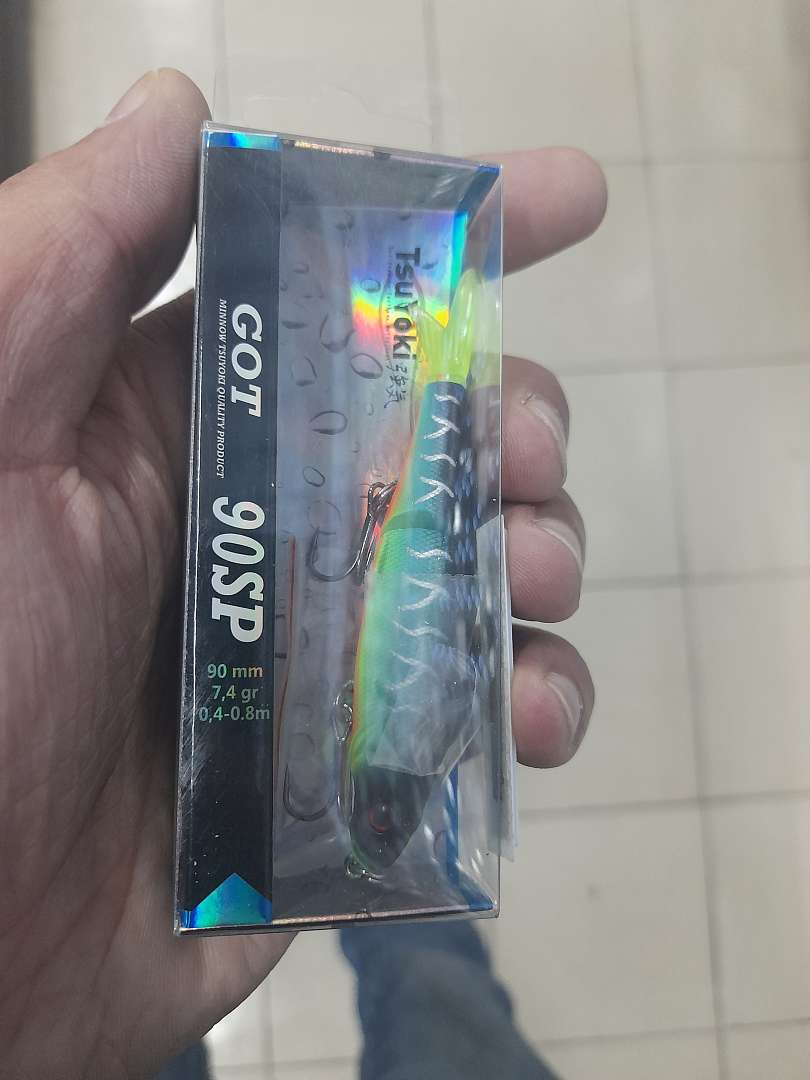 GOT 90SP
MINNOW TSUYOKI QUALITY PRODUCT
90 mm
7,4 gr
0,4-0.8m
TsuYoki